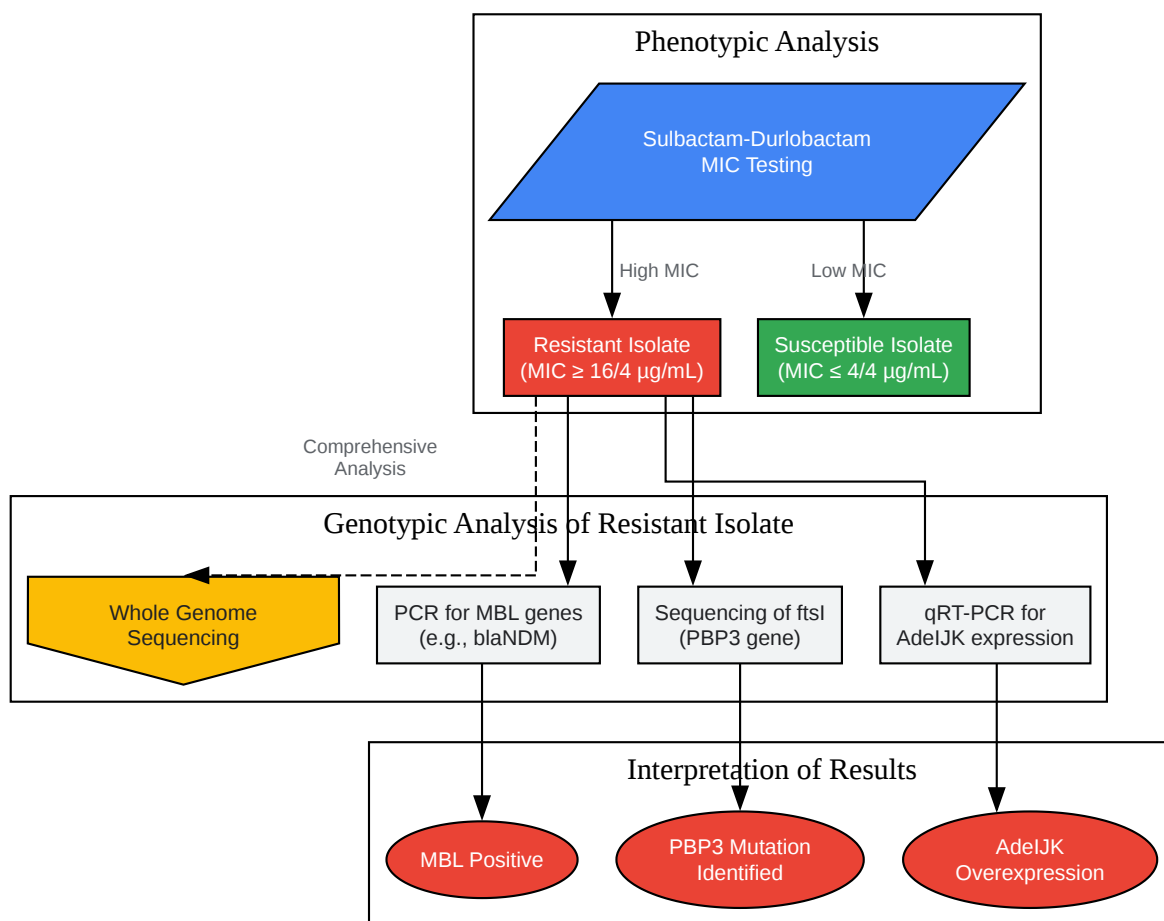 Phenotypic Analysis
Sulbactam-Durlobactam
MIC Testing
High MIC
Low MIC
Resistant Isolate
(MIC ≥ 16/4 µg/mL)
Susceptible Isolate
(MIC ≤ 4/4 µg/mL)
Comprehensive
Analysis
Genotypic Analysis of Resistant Isolate
Whole Genome
Sequencing
PCR for MBL genes
(e.g., blaNDM)
Sequencing of ftsI
(PBP3 gene)
qRT-PCR for
AdeIJK expression
Interpretation of Results
MBL Positive
PBP3 Mutation
Identified
AdeIJK
Overexpression